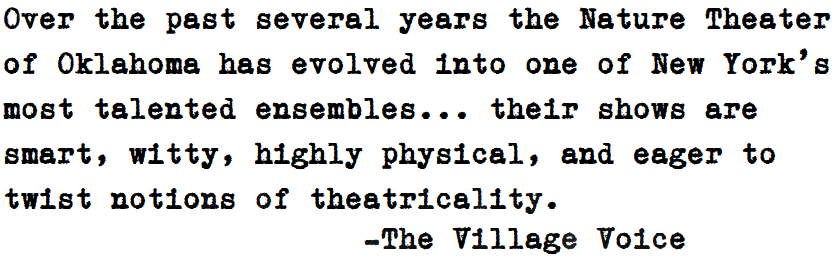 Over the past several years the Nature Theater
of Oklahoma has evolved into one of New York's
most talented ensembles... their shows are
smart, witty, highly physical, and eager to
twist notions of theatricality.
-The Village Voice